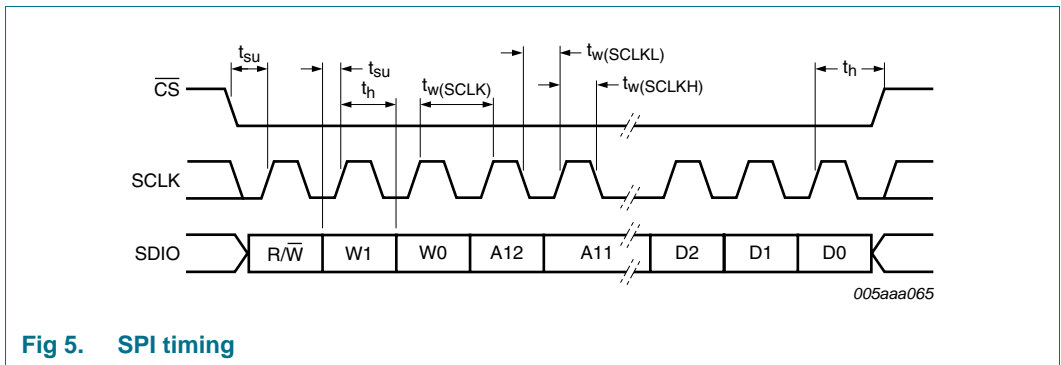 tsu
tsu
th
tw(SCLK)
tw(SCLKL)
tw(SCLKH)
th
CS
SCLK
SDIO
R/W W1 W0 A12 A11 D2 D1 D0
005aaa065
Fig 5. SPI timing